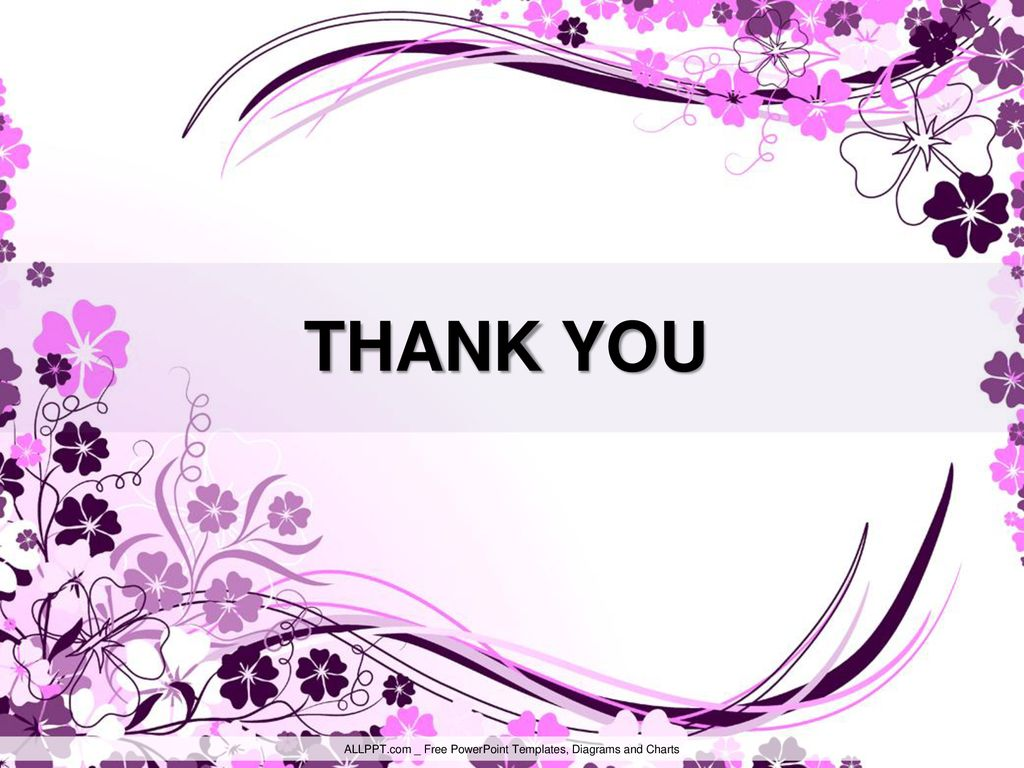 THANK YOU
ALLPPT.com _ Free PowerPoint Templates, Diagrams and Charts